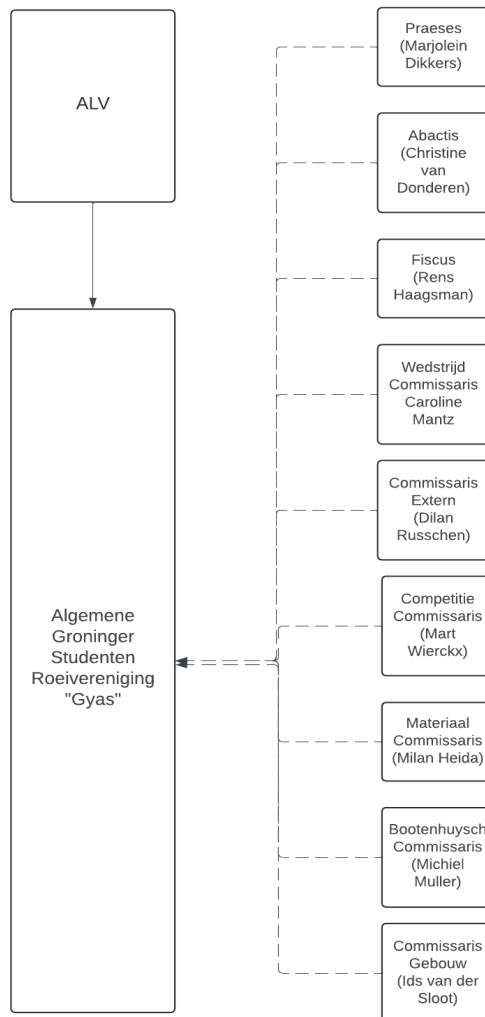 ALV
Algemene
Groninger
Studenten
Roeivereniging
"Gyas"
Praeses
(Marjolein
Dikkers)
Abactis
(Christine
van
Donderen)
Fiscus
(Rens
Haagsman)
Wedstrijd
Commissaris
Caroline
Mantz
Commissaris
Extern
(Dilan
Russchen)
Competitie
Commissaris
(Mart
Wierckx)
Materiaal
Commissaris
(Milan Heida)
Bootenhuysch
Commissaris
(Michiel
Muller)
Commissaris
Gebouw
(Ids van der
Sloot)